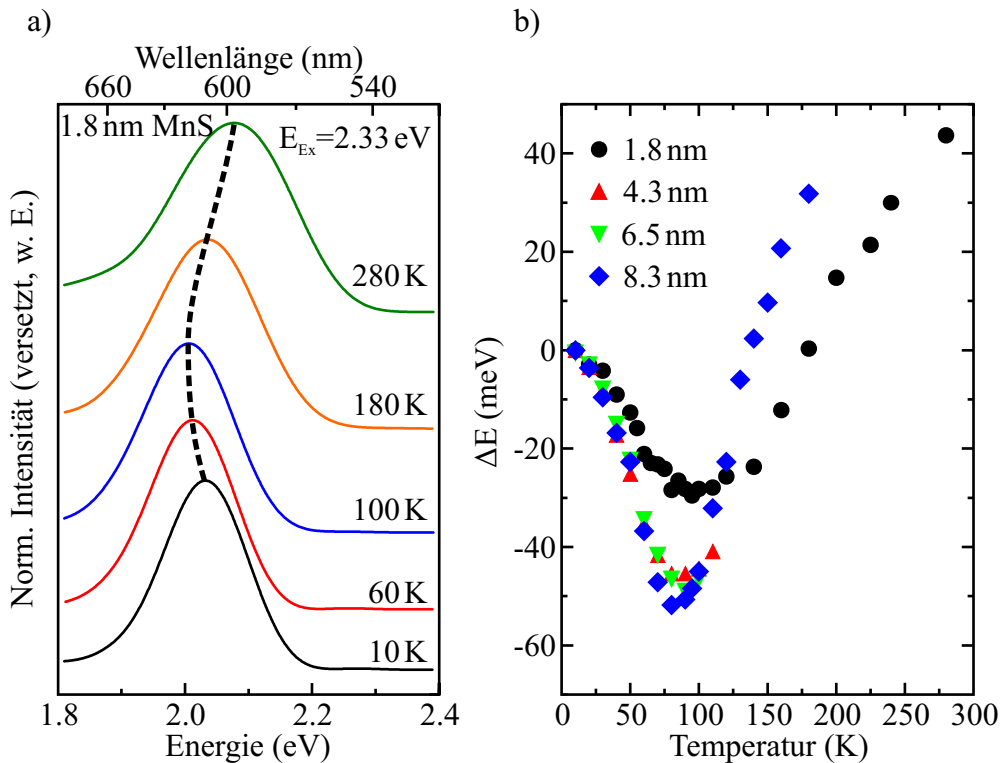 a)
Wellenlänge (nm)
660 600 540
1.8 nm MnS
E_Ex=2.33 eV
280 K
180 K
100 K
60 K
10 K
Norm. Intensität (versetzt, w. E.)
1.8 2.0 2.2 2.4
Energie (eV)
b)
1.8 nm
4.3 nm
6.5 nm
8.3 nm
40
20
0
-20
-40
-60
ΔE (meV)
0 50 100 150 200 250 300
Temperatur (K)